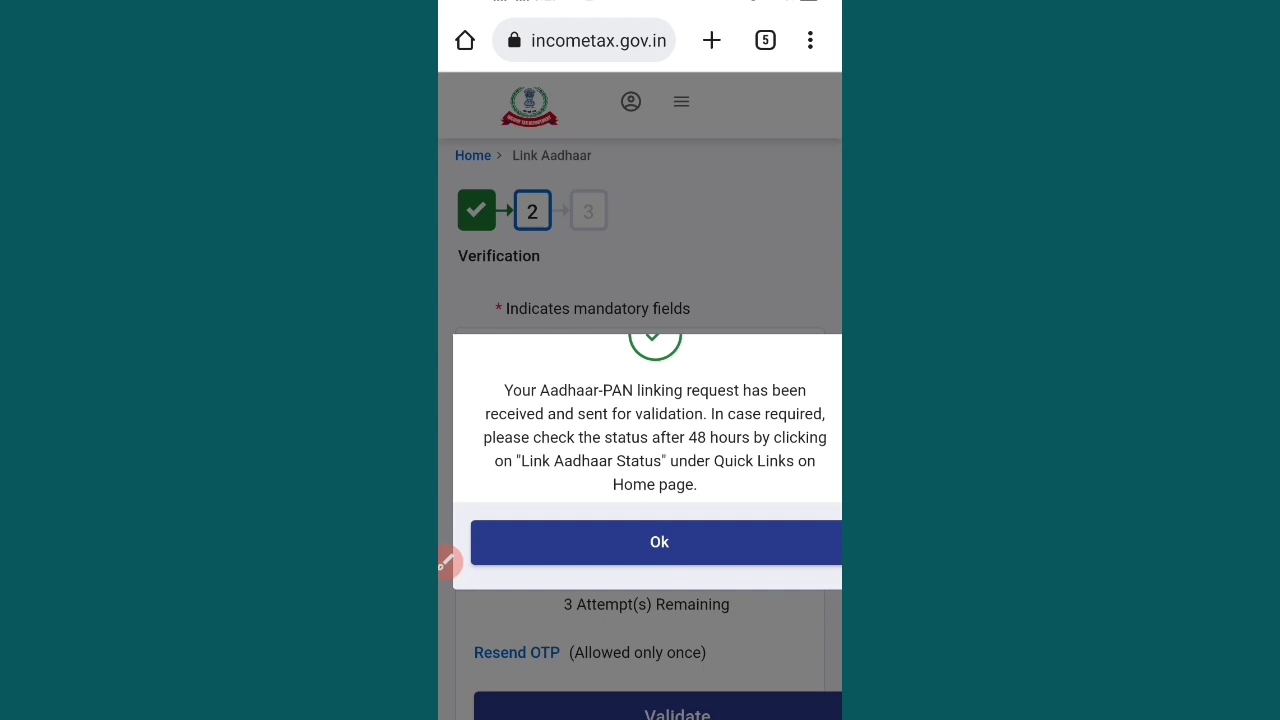 incometax.gov.in
5
Home > Link Aadhaar
2
3
Verification
* Indicates mandatory fields
Your Aadhaar-PAN linking request has been
received and sent for validation. In case required,
please check the status after 48 hours by clicking
on "Link Aadhaar Status" under Quick Links on
Home page.
Ok
3 Attempt(s) Remaining
Resend OTP (Allowed only once)
Validate